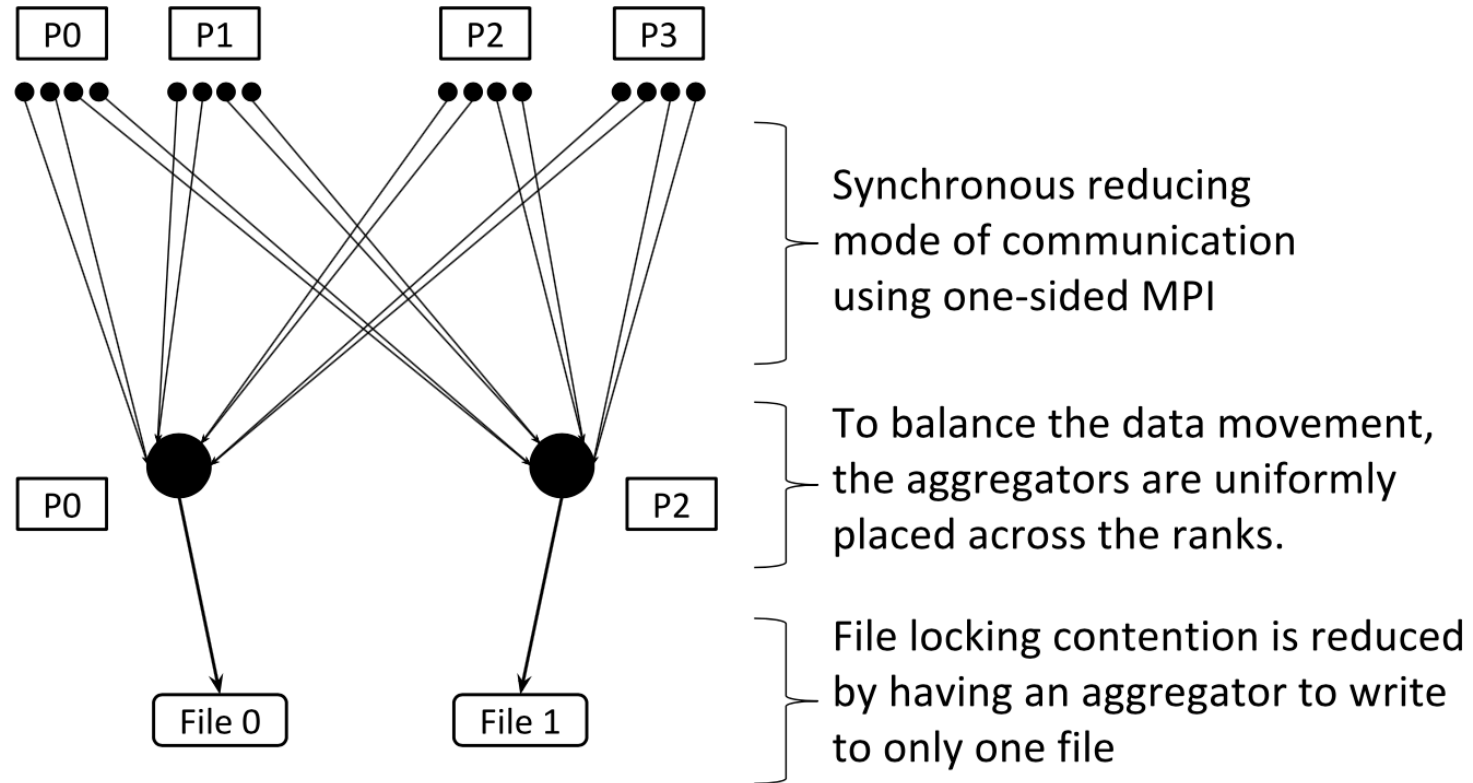 P0
P1
P2
P3
Synchronous reducing
mode of communication
using one-sided MPI
To balance the data movement,
the aggregators are uniformly
placed across the ranks.
P0
P2
File locking contention is reduced
by having an aggregator to write
to only one file
File 0
File 1